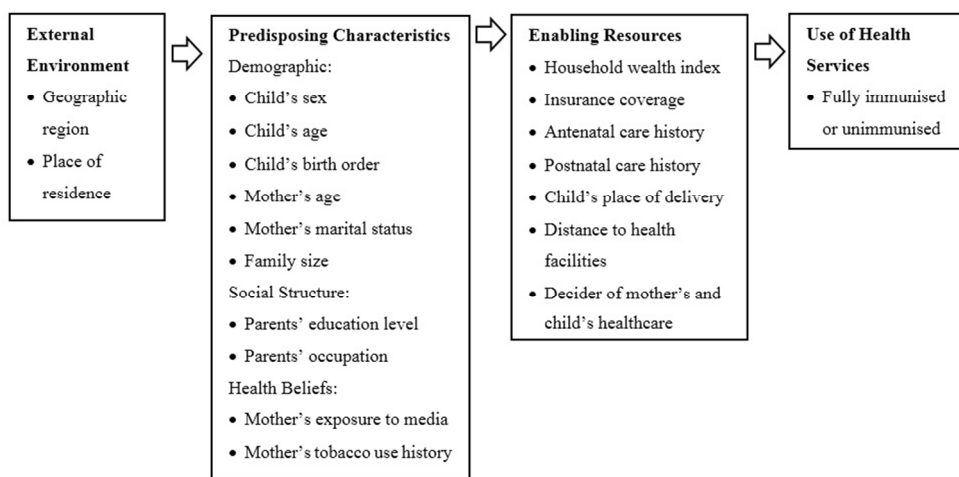 External
Environment
• Geographic
region
• Place of
residence
Predisposing Characteristics
Demographic:
• Child's sex
• Child's age
• Child's birth order
• Mother's age
• Mother's marital status
• Family size
Social Structure:
• Parents' education level
• Parents' occupation
Health Beliefs:
• Mother's exposure to media
• Mother's tobacco use history
Enabling Resources
• Household wealth index
• Insurance coverage
• Antenatal care history
• Postnatal care history
• Child's place of delivery
• Distance to health
facilities
• Decider of mother's and
child's healthcare
Use of Health
Services
• Fully immunised
or unimmunised